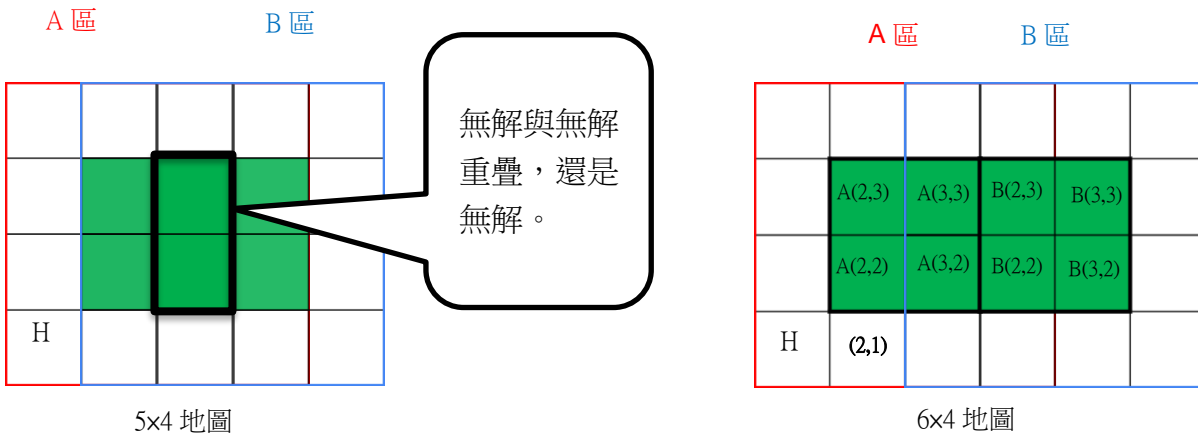 A 區
B 區
無解與無解
重疊，還是
無解。
H
5×4 地圖
A 區
B 區
A(2,3)
A(3,3)
B(2,3)
B(3,3)
A(2,2)
A(3,2)
B(2,2)
B(3,2)
H
(2,1)
6×4 地圖